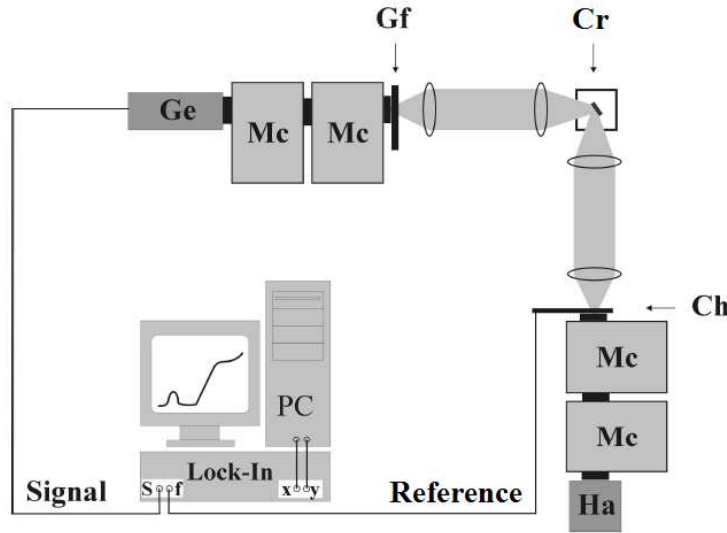 Gf
Cr
Ge
Mc
Mc
Ch
Mc
Mc
PC
Lock-In
Signal
S f
x y
Reference
Ha